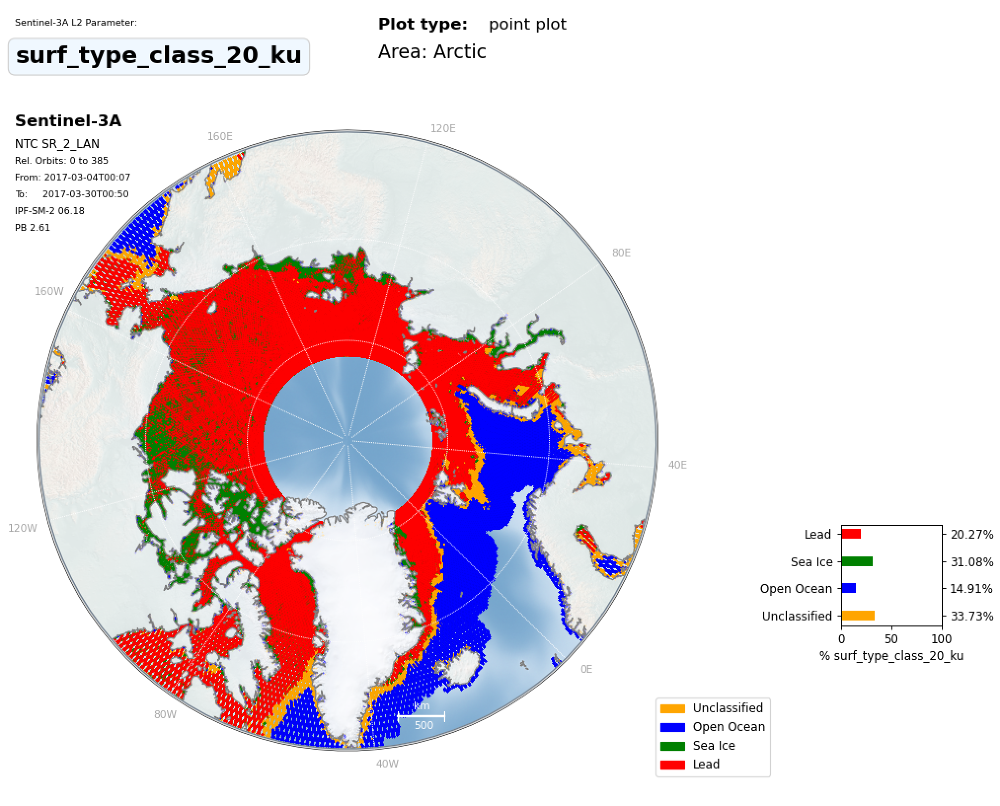 Sentinel-3A L2 Parameter:
surf_type_class_20_ku
Plot type: point plot
Area: Arctic
Sentinel-3A
NTC SR_2_LAN
Rel. Orbits: 0 to 385
From: 2017-03-04T00:07
To: 2017-03-30T00:50
IPF-SM-2 06.18
PB 2.61
160E
120E
80E
160W
40E
120W
0E
80W
40W
km
500
Lead 20.27%
Sea Ice 31.08%
Open Ocean 14.91%
Unclassified 33.73%
0 50 100
% surf_type_class_20_ku
Unclassified
Open Ocean
Sea Ice
Lead